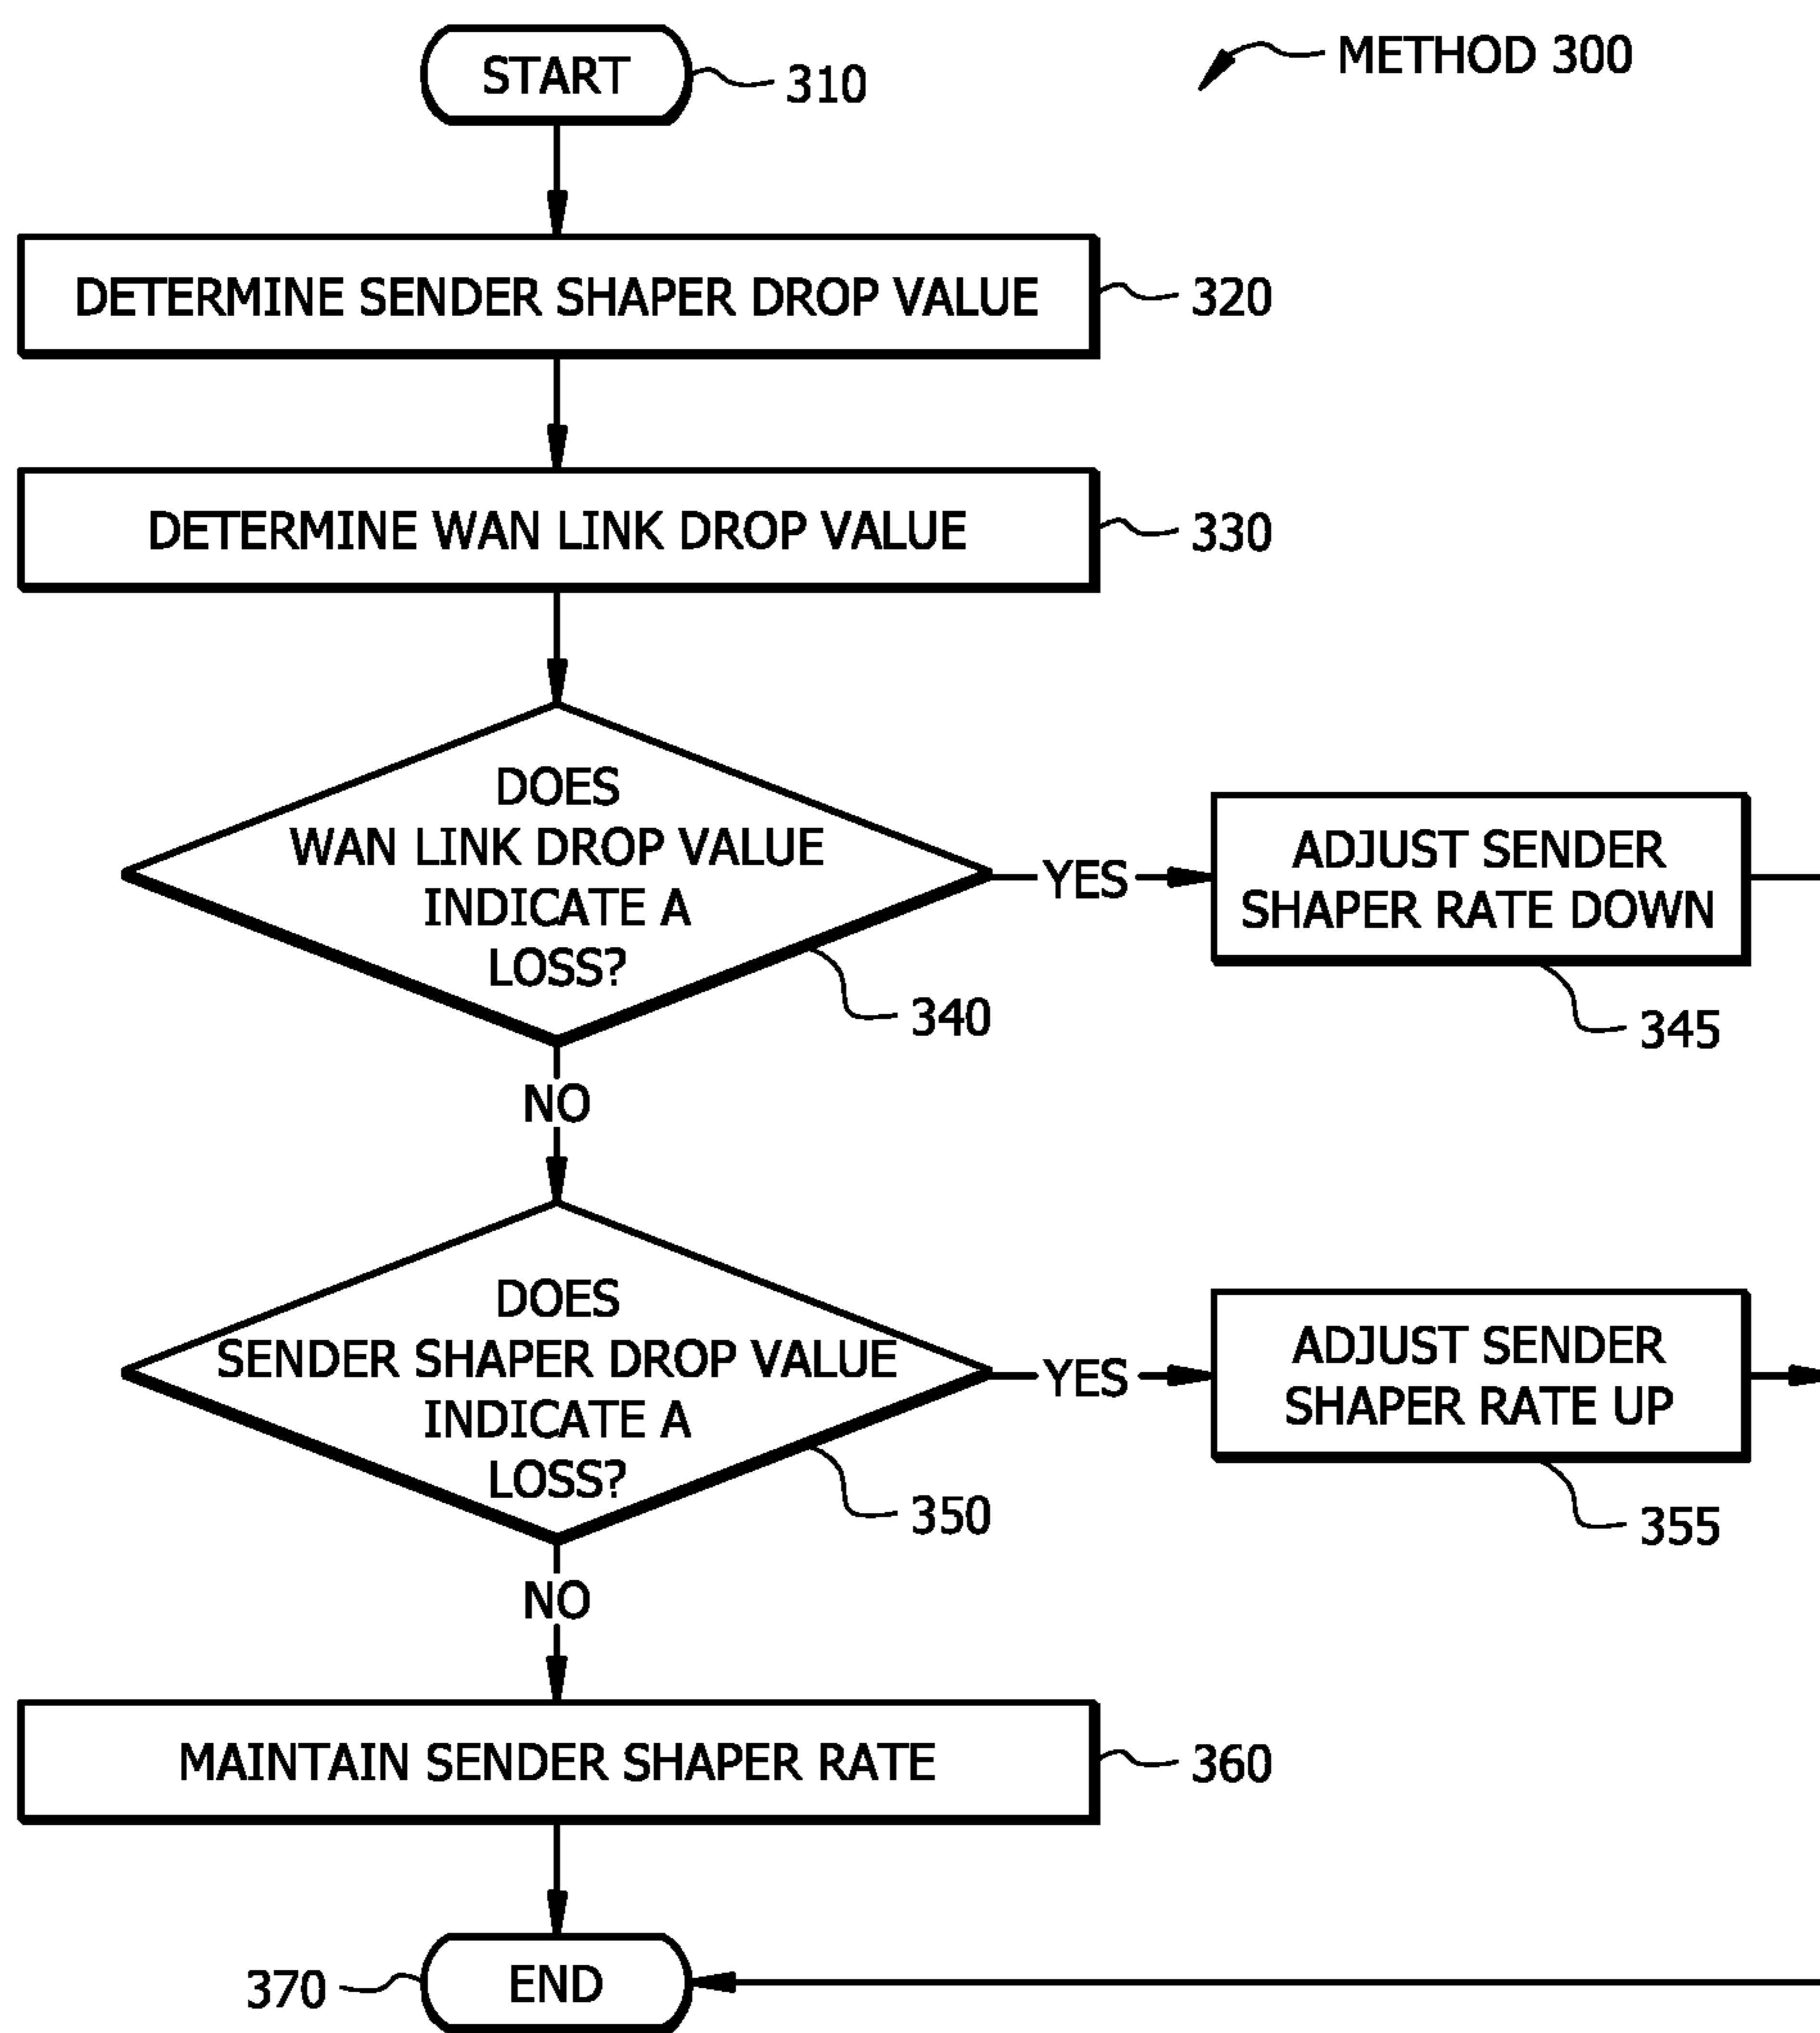 START
310
METHOD 300
DETERMINE SENDER SHAPER DROP VALUE
320
DETERMINE WAN LINK DROP VALUE
330
DOES
WAN LINK DROP VALUE
INDICATE A
LOSS?
340
YES
ADJUST SENDER
SHAPER RATE DOWN
345
NO
DOES
SENDER SHAPER DROP VALUE
INDICATE A
LOSS?
350
YES
ADJUST SENDER
SHAPER RATE UP
355
NO
MAINTAIN SENDER SHAPER RATE
360
370
END